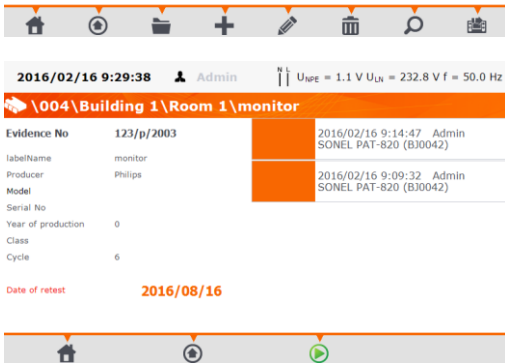 2016/02/16 9:29:38 Admin N L UNPE = 1.1 V ULN = 232.8 V f = 50.0 Hz
\004\Building 1\Room 1\monitor
Evidence No 123/p/2003
labelName monitor
Producer Philips
Model
Serial No
Year of production 0
Class
Cycle 6
Date of retest 2016/08/16
2016/02/16 9:14:47 Admin
SONEL PAT-820 (BJ0042)
2016/02/16 9:09:32 Admin
SONEL PAT-820 (BJ0042)